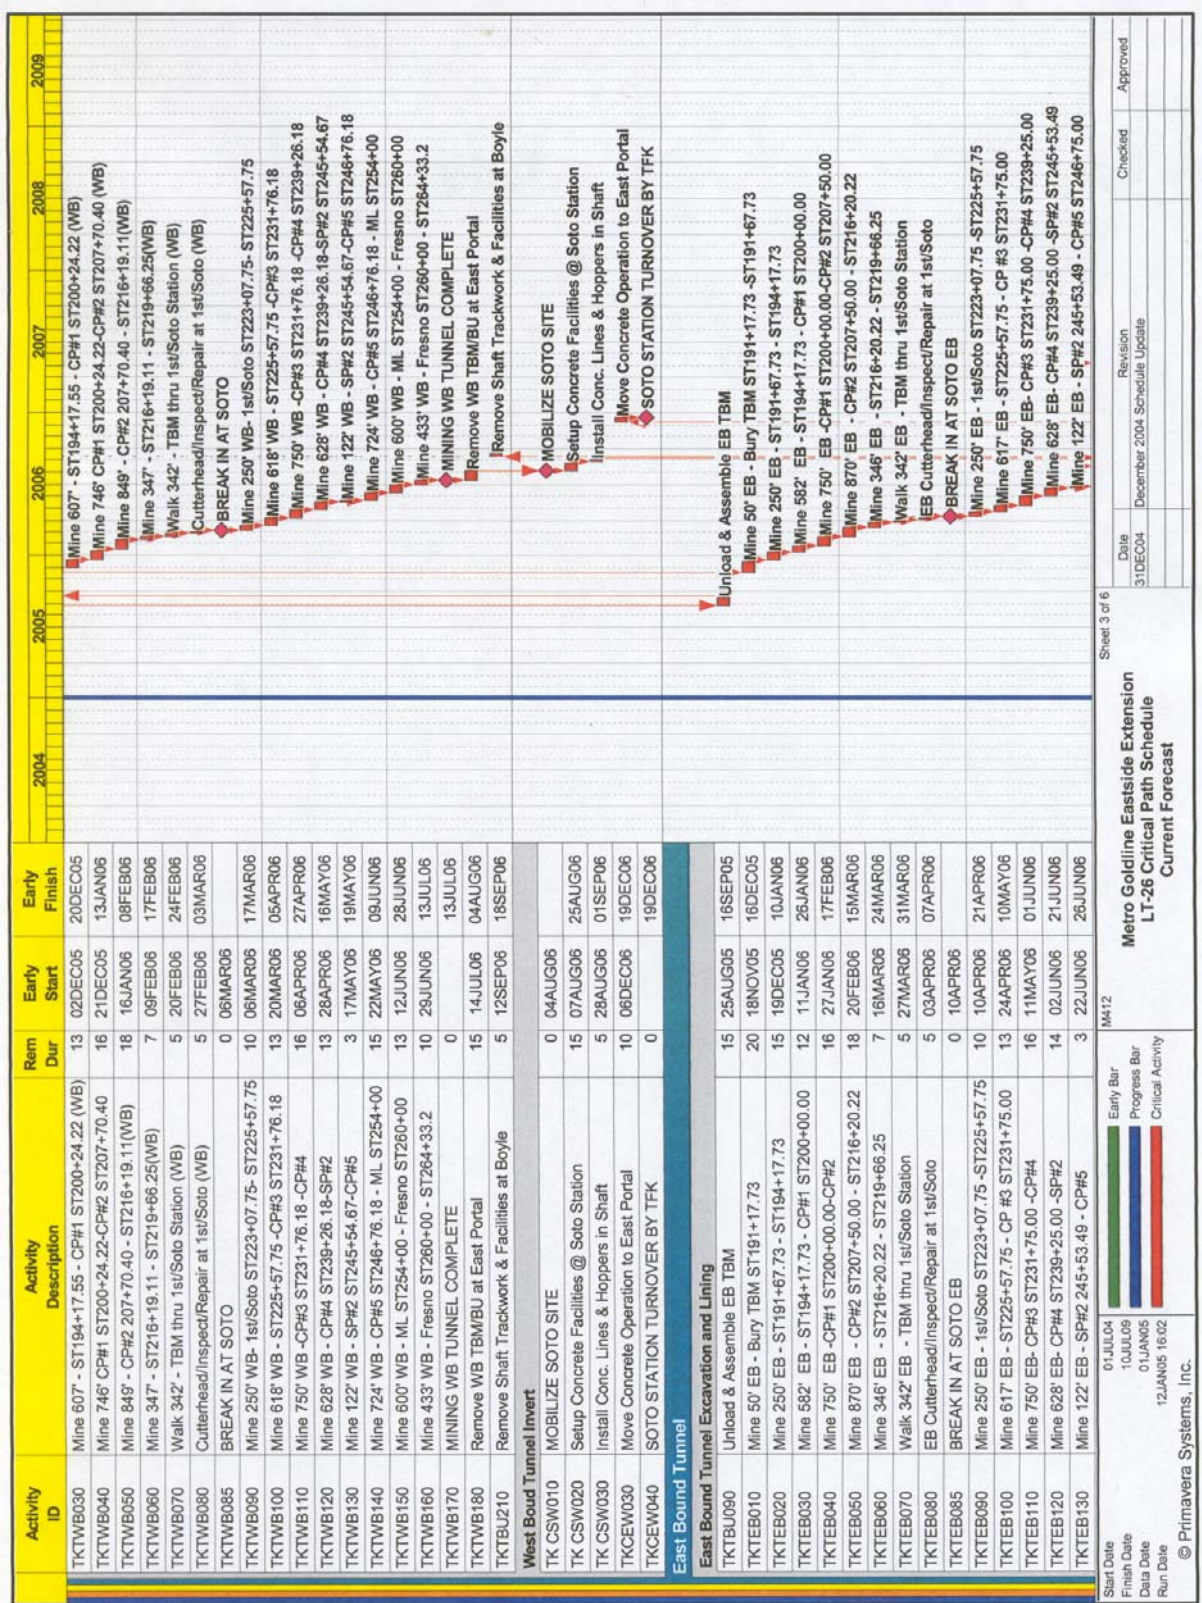 Activity ID Activity Description Rem Dur Early Start Early Finish 2004 2005 2006 2007 2008 2009
TKTWB030 Mine 607" - ST194+17.55 - CP#1 ST200+24.22 (WB) 13 02DEC05 20DEC05 Mine 607" - ST194+17.55 - CP#1 ST200+24.22 (WB)
TKTWB040 Mine 746' CP#1 ST200+24.22-CP#2 ST207+70.40 16 21DEC05 13JAN06 Mine 746' CP#1 ST200+24.22-CP#2 ST207+70.40 (WB)
TKTWB050 Mine 849' - CP#2 207+70.40 - ST216+19.11(WB) 18 16JAN06 08FEB06 Mine 849' - CP#2 207+70.40 - ST216+19.11(WB)
TKTWB060 Mine 347' - ST216+19.11 - ST219+66.25(WB) 7 09FEB06 17FEB06 Mine 347' - ST216+19.11 - ST219+66.25(WB)
TKTWB070 Walk 342' - TBM thru 1st/Soto Station (WB) 5 20FEB06 24FEB06 Walk 342' - TBM thru 1st/Soto Station (WB)
TKTWB080 Cutterhead/Inspect/Repair at 1st/Soto (WB) 5 27FEB06 03MAR06 Cutterhead/Inspect/Repair at 1st/Soto (WB)
TKTWB085 BREAK IN AT SOTO 0 06MAR06 BREAK IN AT SOTO
TKTWB090 Mine 250' WB- 1st/Soto ST223+07.75- ST225+57.75 10 06MAR06 17MAR06 Mine 250' WB- 1st/Soto ST223+07.75- ST225+57.75
TKTWB100 Mine 618' WB - ST225+57.75 -CP#3 ST231+76.18 13 20MAR06 05APR06 Mine 618' WB - ST225+57.75 -CP#3 ST231+76.18
TKTWB110 Mine 750' WB -CP#3 ST231+76.18 -CP#4 16 06APR06 27APR06 Mine 750' WB -CP#3 ST231+76.18 -CP#4 ST239+26.18
TKTWB120 Mine 628' WB - CP#4 ST239+26.18-SP#2 13 28APR06 16MAY06 Mine 628' WB - CP#4 ST239+26.18-SP#2 ST245+54.67
TKTWB130 Mine 122' WB - SP#2 ST245+54.67-CP#5 3 17MAY06 19MAY06 Mine 122' WB - SP#2 ST245+54.67-CP#5 ST246+76.18
TKTWB140 Mine 724' WB - CP#5 ST246+76.18 - ML ST254+00 15 22MAY06 09JUN06 Mine 724' WB - CP#5 ST246+76.18 - ML ST254+00
TKTWB150 Mine 600' WB - ML ST254+00 - Fresno ST260+00 13 12JUN06 28JUN06 Mine 600' WB - ML ST254+00 - Fresno ST260+00
TKTWB160 Mine 433' WB - Fresno ST260+00 - ST264+33.2 10 29JUN06 13JUL06 Mine 433' WB - Fresno ST260+00 - ST264+33.2
TKTWB170 MINING WB TUNNEL COMPLETE 0 13JUL06 MINING WB TUNNEL COMPLETE
TKTWB180 Remove WB TBM/BU at East Portal 15 14JUL06 04AUG06 Remove WB TBM/BU at East Portal
TKTBU210 Remove Shaft Trackwork & Facilities at Boyle 5 12SEP06 18SEP06 Remove Shaft Trackwork & Facilities at Boyle
West Boud Tunnel Invert
TK CSW010 MOBILIZE SOTO SITE 0 04AUG06 MOBILIZE SOTO SITE
TK CSW020 Setup Concrete Facilities @ Soto Station 15 07AUG06 25AUG06 Setup Concrete Facilities @ Soto Station
TK CSW030 Install Conc. Lines & Hoppers in Shaft 5 28AUG06 01SEP06 Install Conc. Lines & Hoppers in Shaft
TKCEW030 Move Concrete Operation to East Portal 10 06DEC06 19DEC06 Move Concrete Operation to East Portal
TKCEW040 SOTO STATION TURNOVER BY TFK 0 19DEC06 SOTO STATION TURNOVER BY TFK
East Bound Tunnel
East Bound Tunnel Excavation and Lining
TKTBU090 Unload & Assemble EB TBM 15 25AUG05 16SEP05 Unload & Assemble EB TBM
TKTEB010 Mine 50' EB - Bury TBM ST191+17.73 20 18NOV05 16DEC05 Mine 50' EB - Bury TBM ST191+17.73 -ST191+67.73
TKTEB020 Mine 250' EB - ST191+67.73 - ST194+17.73 15 19DEC05 10JAN06 Mine 250' EB - ST191+67.73 - ST194+17.73
TKTEB030 Mine 582' EB - ST194+17.73 - CP#1 ST200+00.00 12 11JAN06 26JAN06 Mine 582' EB - ST194+17.73 - CP#1 ST200+00.00
TKTEB040 Mine 750' EB -CP#1 ST200+00.00-CP#2 16 27JAN06 17FEB06 Mine 750' EB -CP#1 ST200+00.00-CP#2 ST207+50.00
TKTEB050 Mine 870' EB - CP#2 ST207+50.00 - ST216+20.22 18 20FEB06 15MAR06 Mine 870' EB - CP#2 ST207+50.00 - ST216+20.22
TKTEB060 Mine 346' EB - ST216+20.22 - ST219+66.25 7 16MAR06 24MAR06 Mine 346' EB - ST216+20.22 - ST219+66.25
TKTEB070 Walk 342' EB - TBM thru 1st/Soto Station 5 27MAR06 31MAR06 Walk 342' EB - TBM thru 1st/Soto Station
TKTEB080 EB Cutterhead/Inspect/Repair at 1st/Soto 5 03APR06 07APR06 EB Cutterhead/Inspect/Repair at 1st/Soto
TKTEB085 BREAK IN AT SOTO EB 0 10APR06 BREAK IN AT SOTO EB
TKTEB090 Mine 250' EB - 1st/Soto ST223+07.75 -ST225+57.75 10 10APR06 21APR06 Mine 250' EB - 1st/Soto ST223+07.75 -ST225+57.75
TKTEB100 Mine 617' EB - ST225+57.75 - CP #3 ST231+75.00 13 24APR06 10MAY06 Mine 617' EB - ST225+57.75 - CP #3 ST231+75.00
TKTEB110 Mine 750' EB- CP#3 ST231+75.00 -CP#4 16 11MAY06 01JUN06 Mine 750' EB- CP#3 ST231+75.00 -CP#4 ST239+25.00
TKTEB120 Mine 628' EB- CP#4 ST239+25.00 -SP#2 14 02JUN06 21JUN06 Mine 628' EB- CP#4 ST239+25.00 -SP#2 ST245+53.49
TKTEB130 Mine 122' EB - SP#2 245+53.49 - CP#5 3 22JUN06 26JUN06 Mine 122' EB - SP#2 245+53.49 - CP#5 ST246+75.00
Start Date 01JUL04
Finish Date 10JUL09
Data Date 01JAN05
Run Date 12JAN05 16:02
© Primavera Systems, Inc.
Early Bar
Progress Bar
Critical Activity
M412
Metro Goldline Eastside Extension
LT-26 Critical Path Schedule
Current Forecast
Sheet 3 of 6
Date Revision Checked Approved
31DEC04 December 2004 Schedule Update